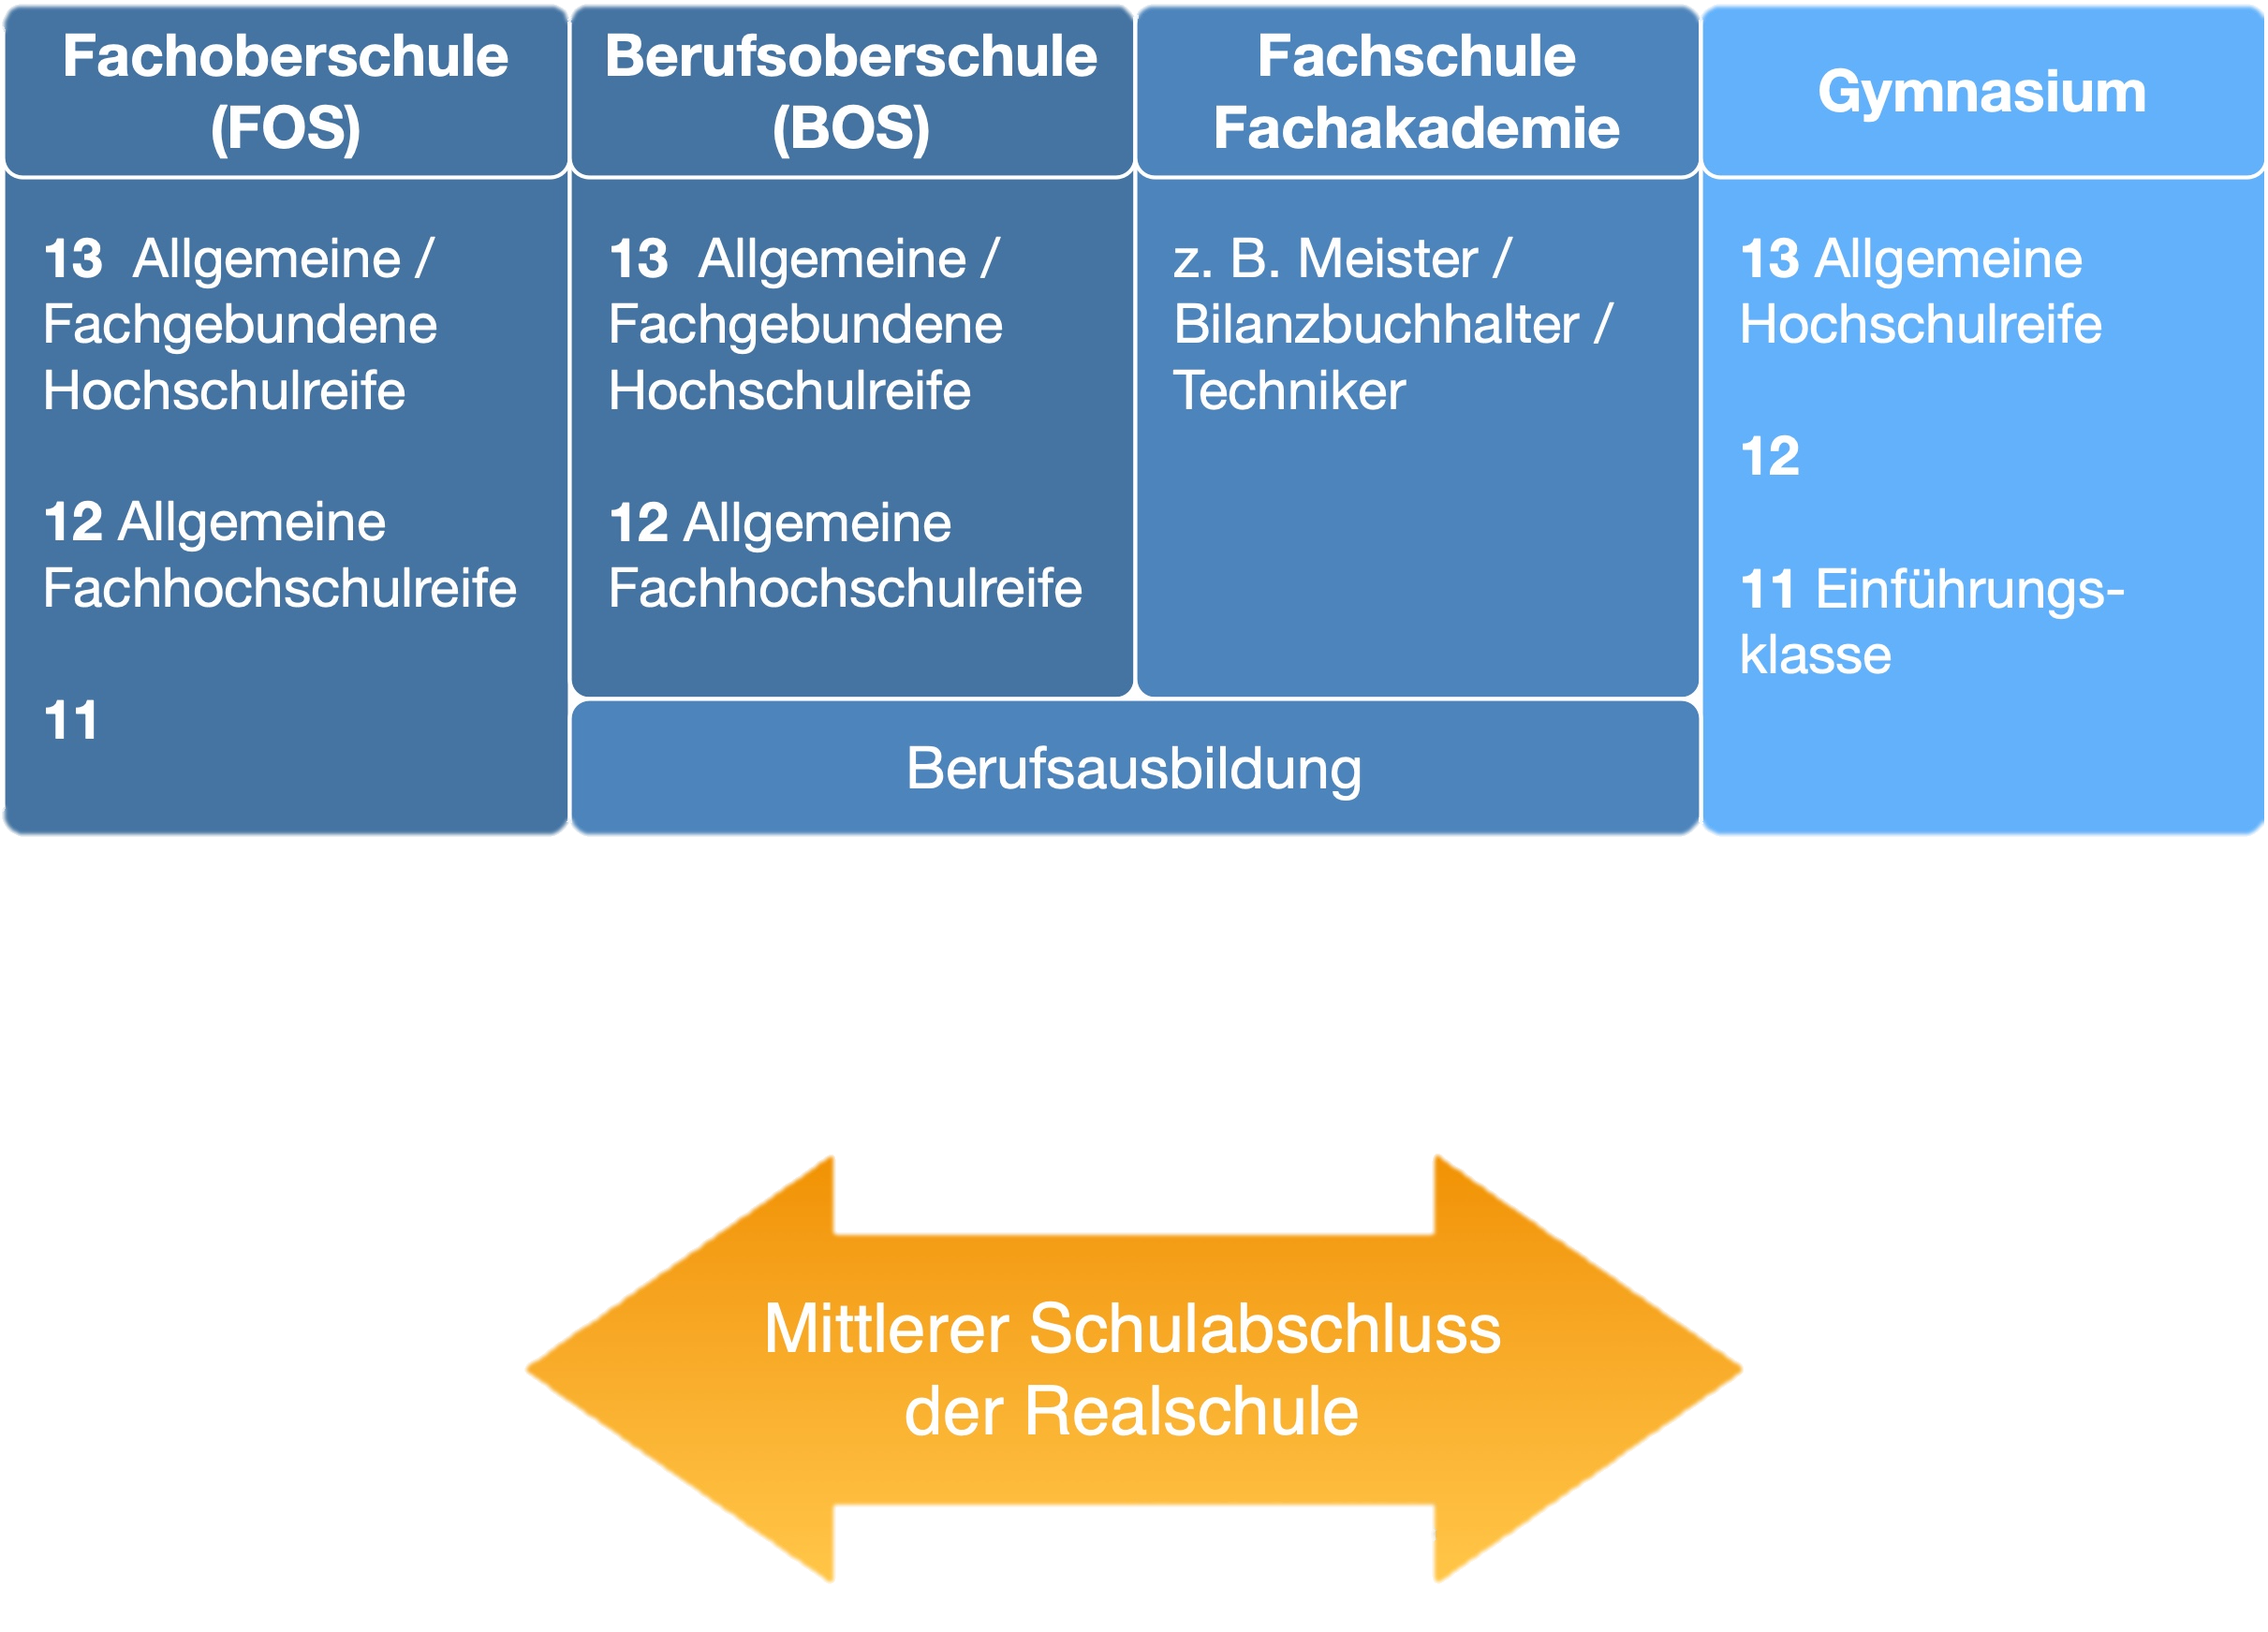 Fachoberschule
(FOS)
13 Allgemeine /
Fachgebundene
Hochschulreife
12 Allgemeine
Fachhochschulreife
11
Berufsoberschule
(BOS)
13 Allgemeine /
Fachgebundene
Hochschulreife
12 Allgemeine
Fachhochschulreife
Fachschule
Fachakademie
z. B. Meister /
Bilanzbuchhalter /
Techniker
Berufsausbildung
Gymnasium
13 Allgemeine
Hochschulreife
12
11 Einführungs-
klasse
Mittlerer Schulabschluss
der Realschule